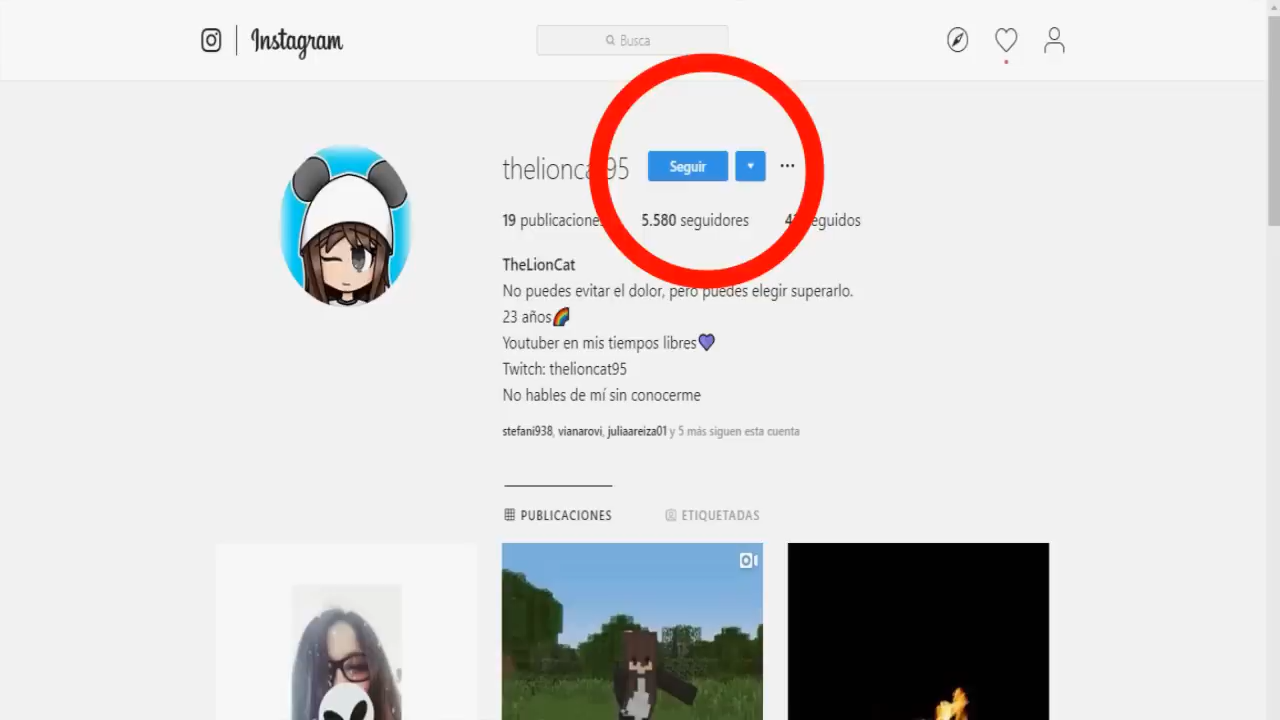 Instagram
Busca
thelioncat95
Seguir
19 publicaciones
5.580 seguidores
seguidos
TheLionCat
No puedes evitar el dolor, pero puedes elegir superarlo.
23 años🌈
Youtuber en mis tiempos libres💜
Twitch: thelioncat95
No hables de mí sin conocerme
stefani938, vianarovi, juliaareiza01 y 5 más siguen esta cuenta
PUBLICACIONES
ETIQUETADAS